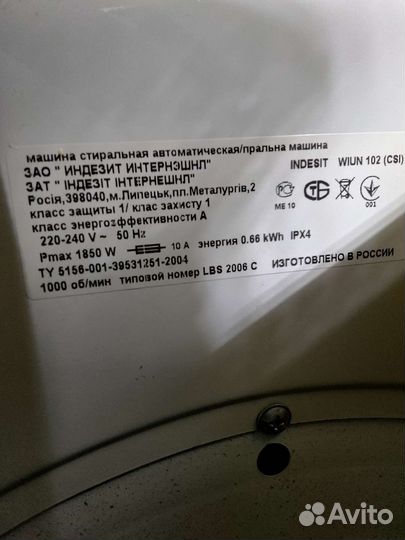 машина стиральная автоматическая/пральна машина
ЗАО " ИНДЕЗИТ ИНТЕРНЭШНЛ" INDESIT WIUN 102 (CSI)
ЗАТ " ІНДЕЗІТ ІНТЕРНЕШНЛ"
Росія,398040,м.Липецьк,пл.Металургів,2
класс защиты 1/ клас захисту 1 ME 10 001
класс энергоэффективности А
220-240 V ~ 50 Hz
Pmax 1850 W 10 A энергия 0.66 kWh IPX4
ТУ 5156-001-39531251-2004
1000 об/мин типовой номер LBS 2006 C ИЗГОТОВЛЕНО В РОССИИ
Avito